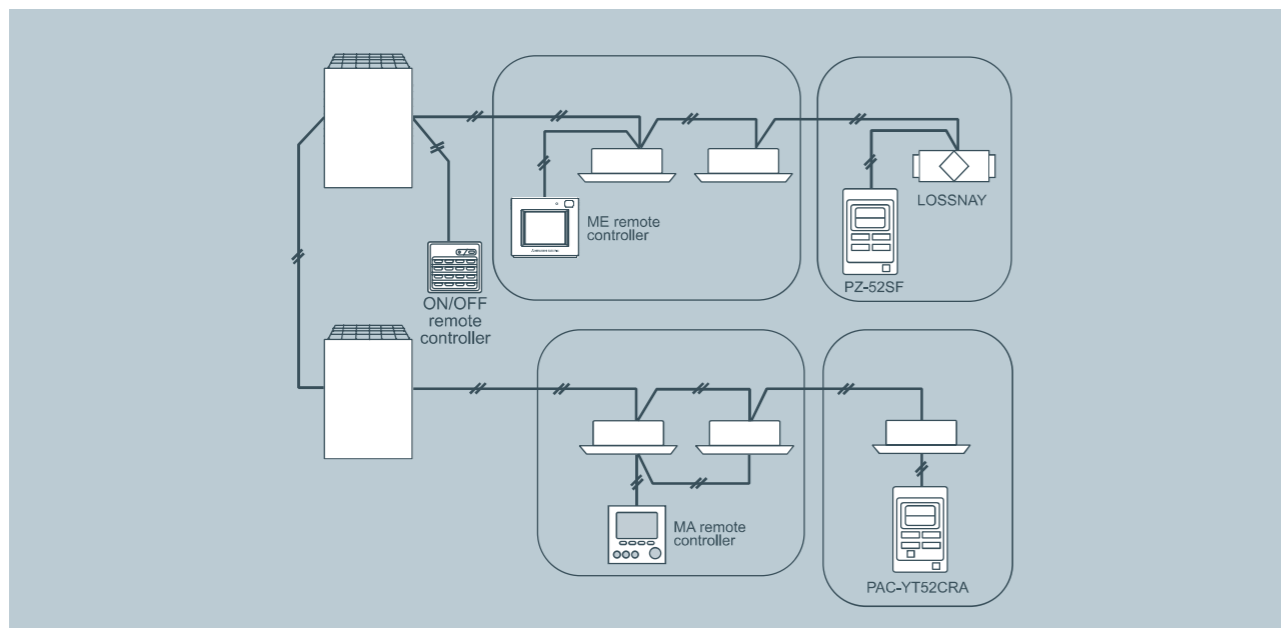 ME remote
controller
LOSSNAY
PZ-52SF
ON/OFF
remote
controller
MA remote
controller
PAC-YT52CRA